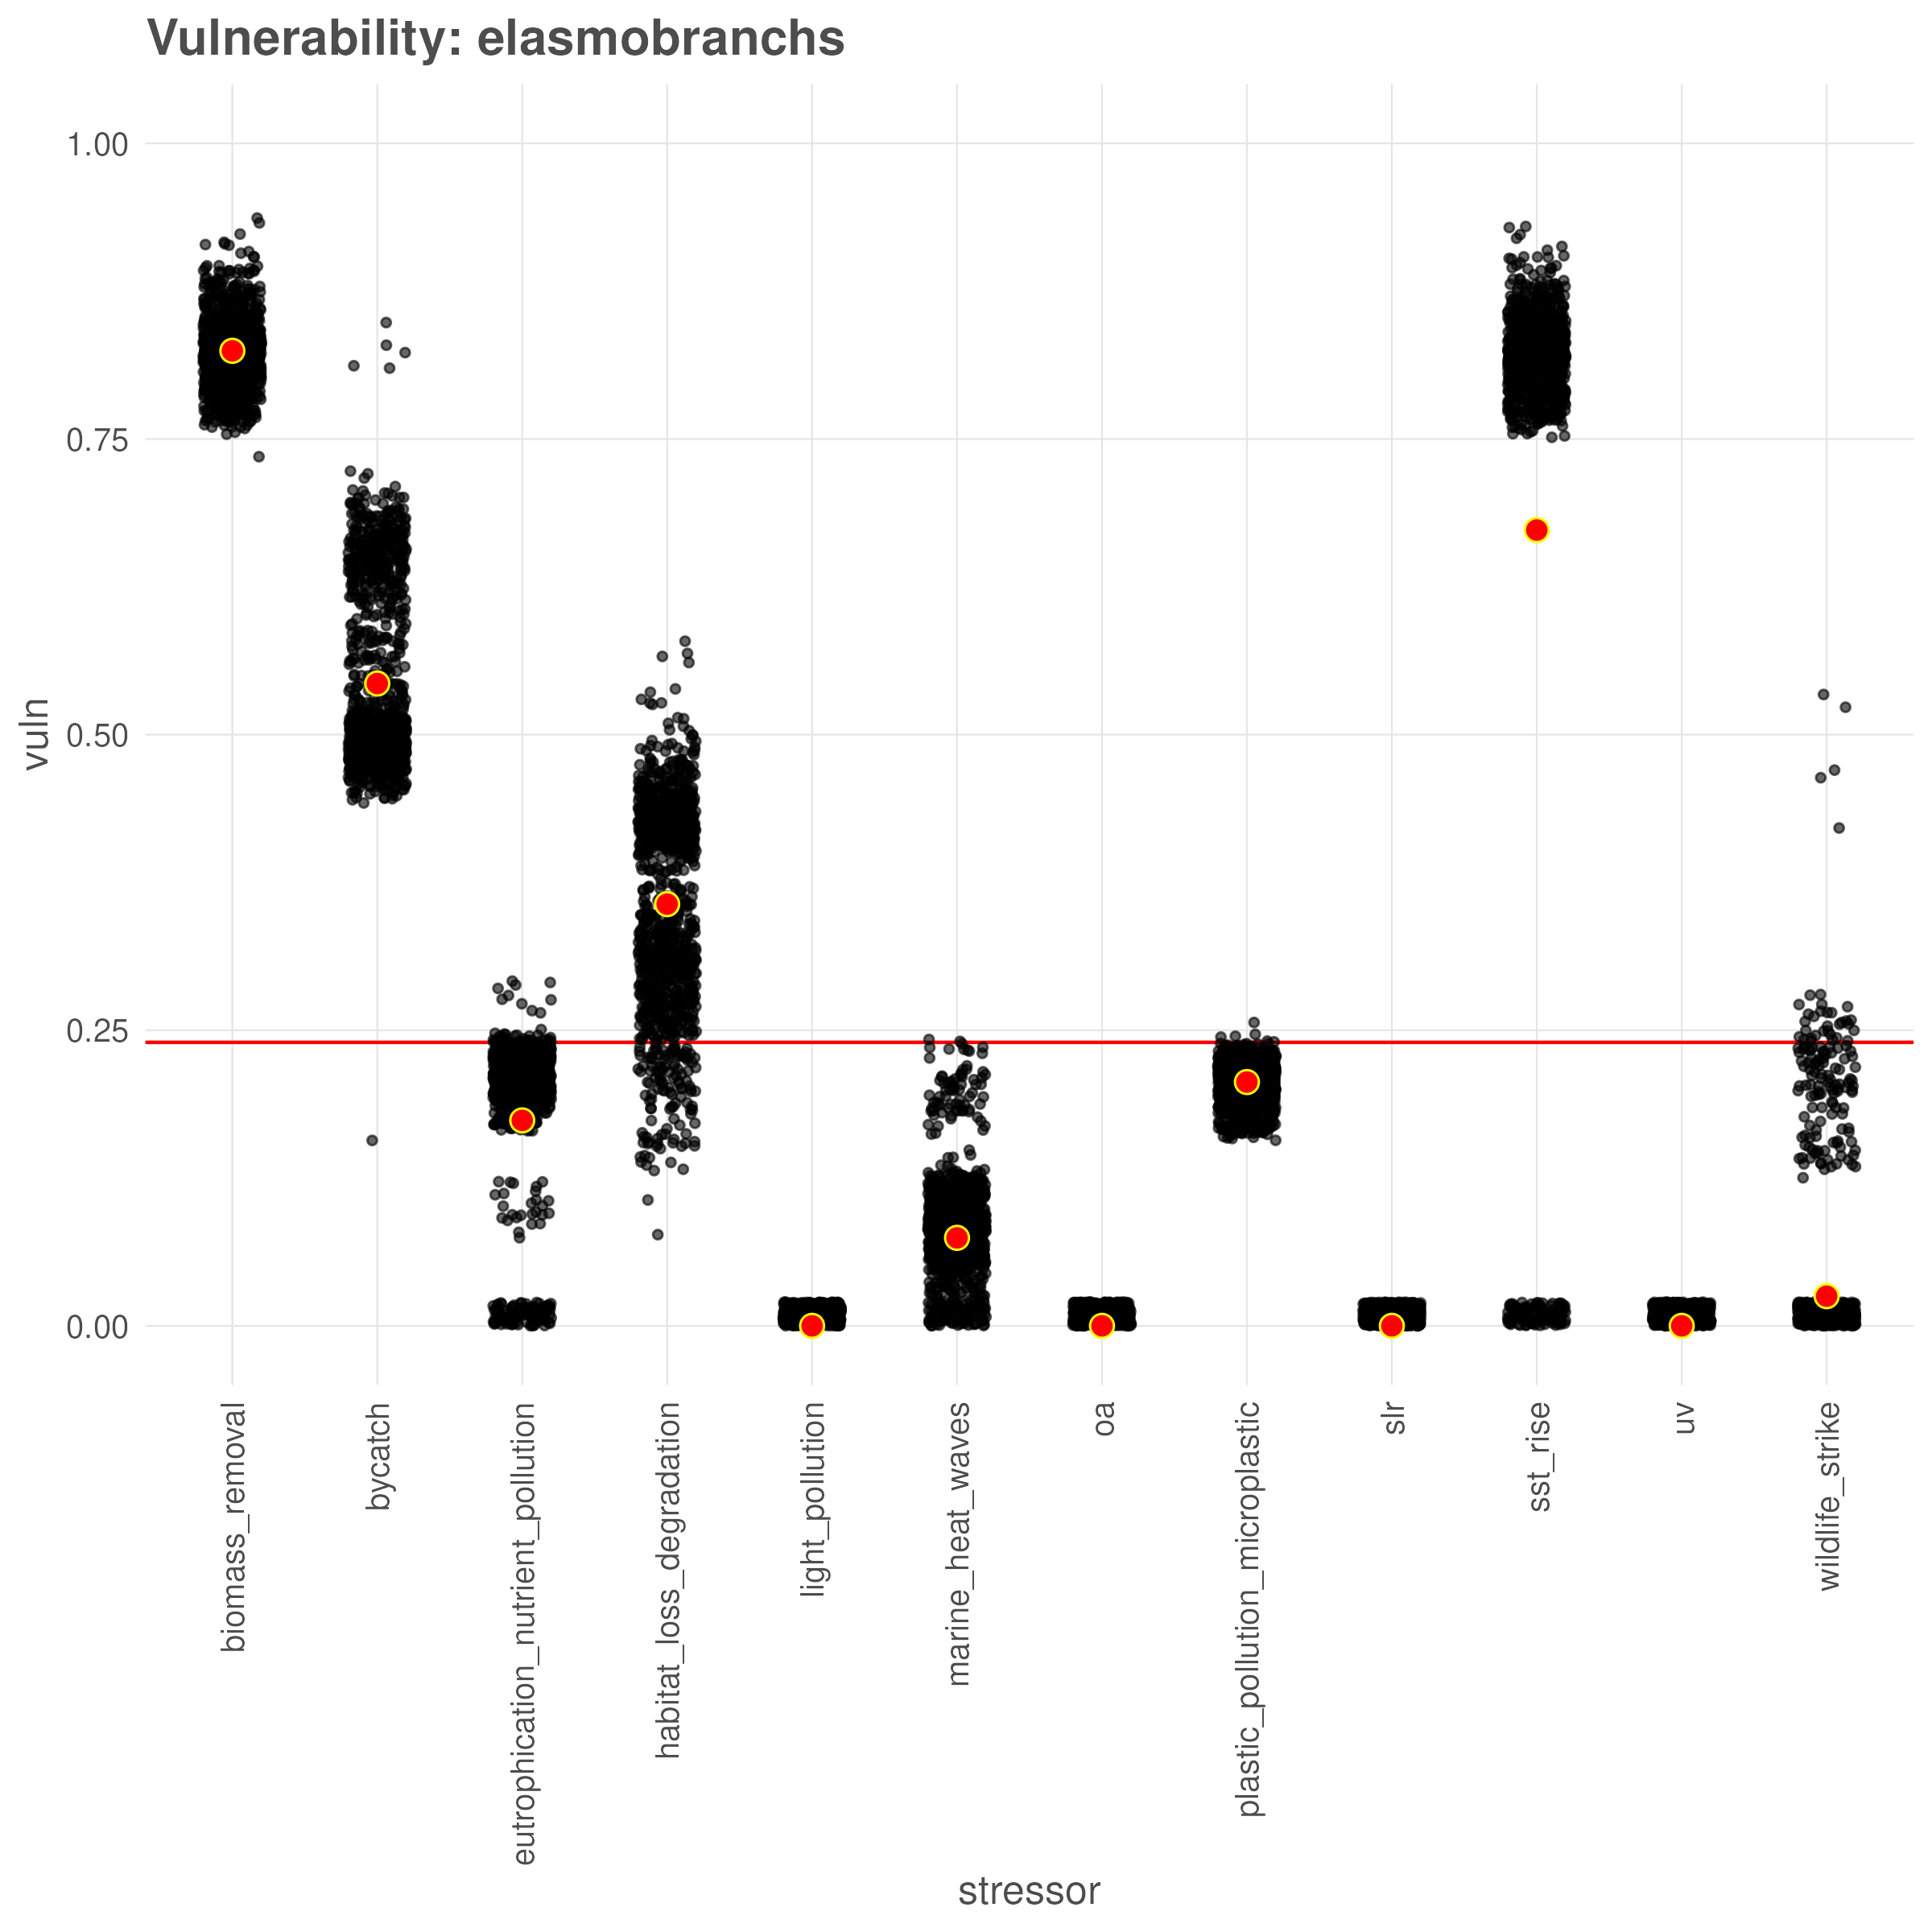 Vulnerability: elasmobranchs
vuln
1.00
0.75
0.50
0.25
0.00
biomass_removal
bycatch
eutrophication_nutrient_pollution
habitat_loss_degradation
light_pollution
marine_heat_waves
oa
plastic_pollution_microplastic
slr
sst_rise
uv
wildlife_strike
stressor